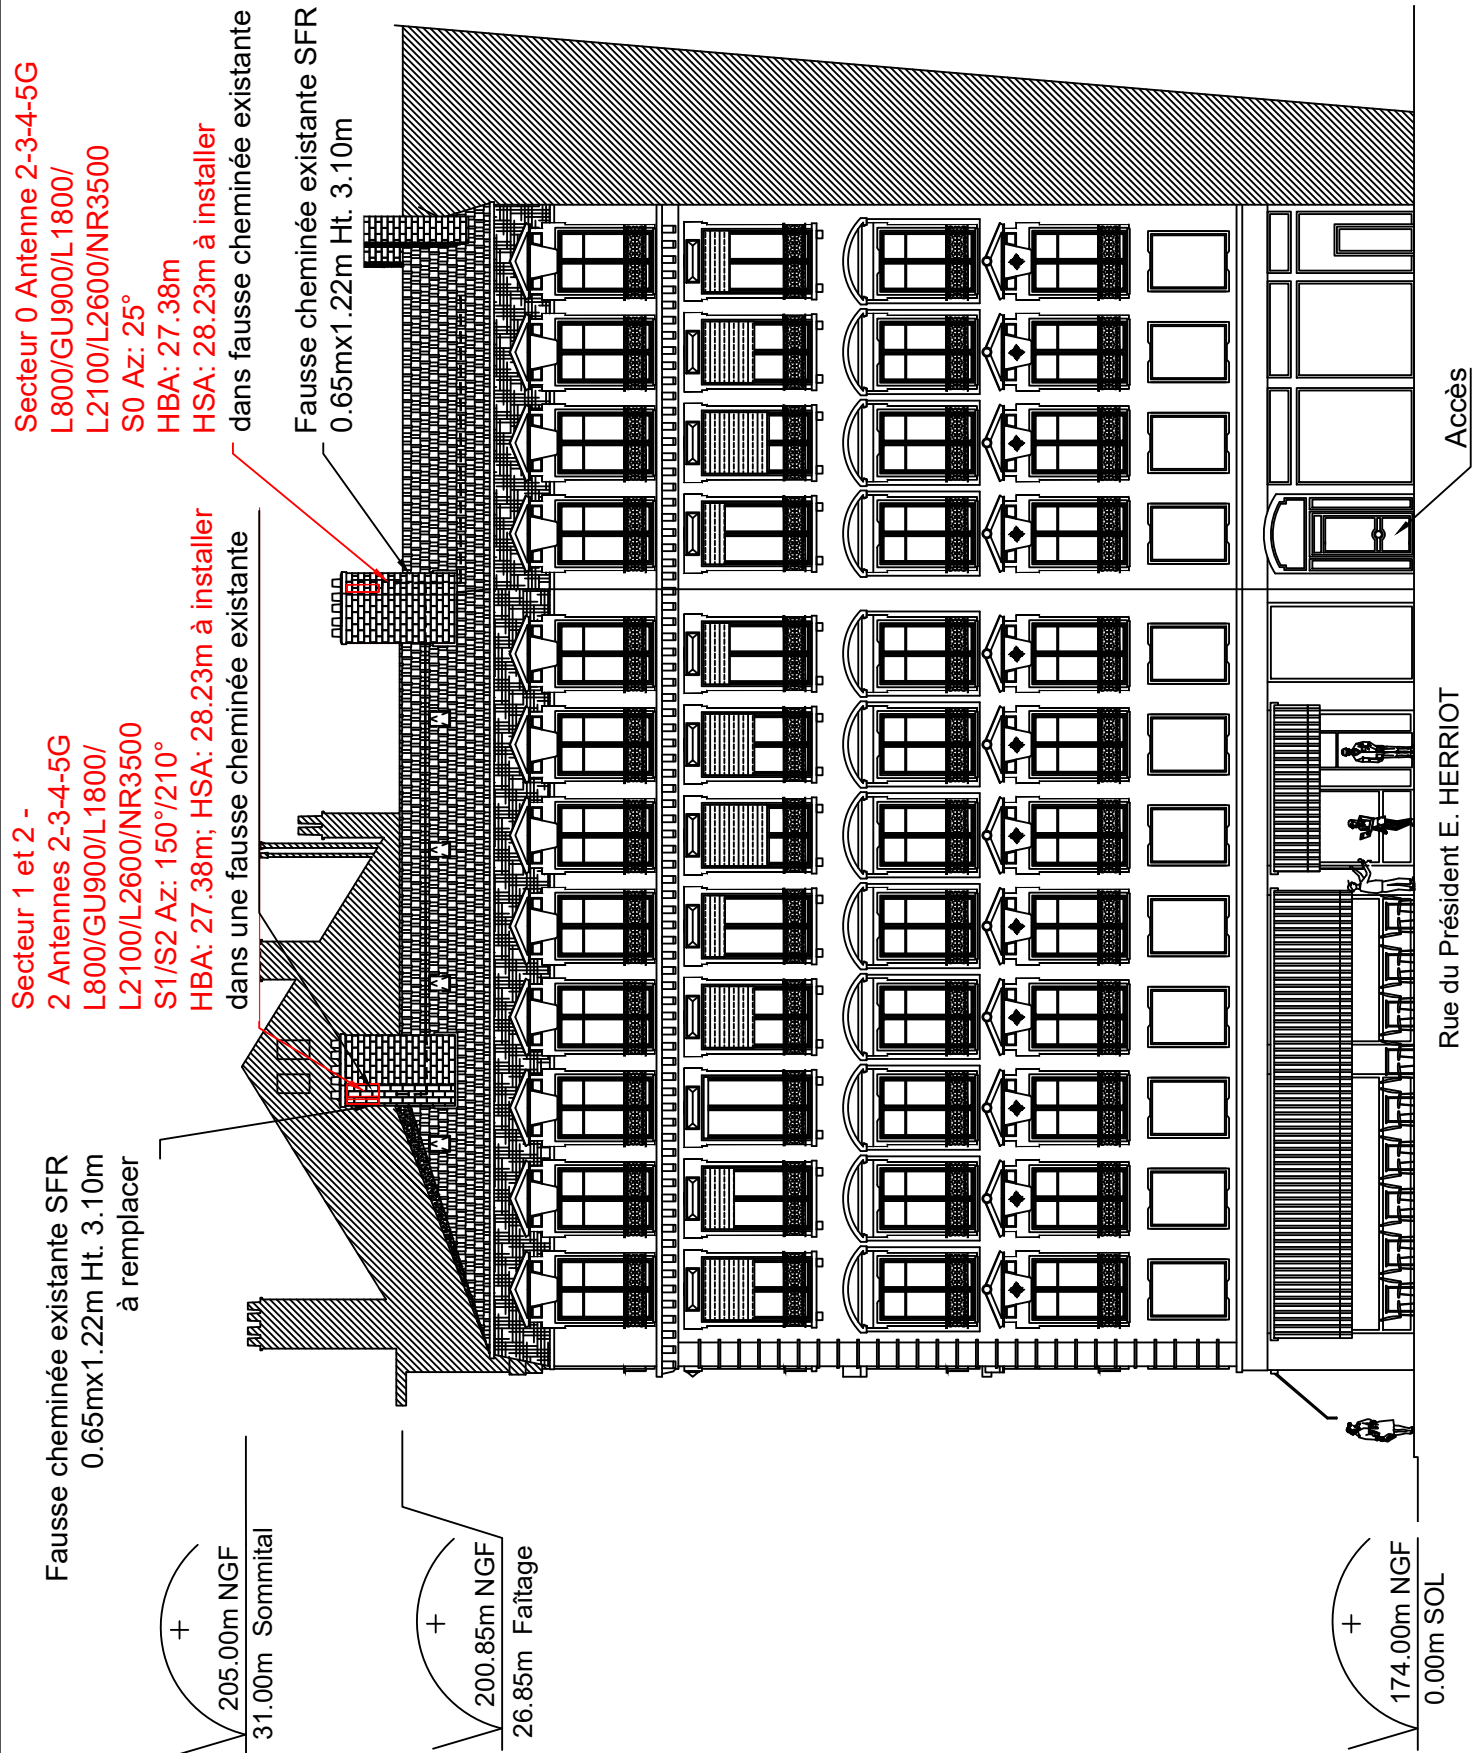 Fausse cheminée existante SFR
0.65mx1.22m Ht. 3.10m
à remplacer
Secteur 1 et 2 -
2 Antennes 2-3-4-5G
L800/GU900/L1800/
L2100/L2600/NR3500
S1/S2 Az: 150°/210°
HBA: 27.38m; HSA: 28.23m à installer
dans une fausse cheminée existante
Secteur 0 Antenne 2-3-4-5G
L800/GU900/L1800/
L2100/L2600/NR3500
S0 Az: 25°
HBA: 27.38m
HSA: 28.23m à installer
dans fausse cheminée existante
Fausse cheminée existante SFR
0.65mx1.22m Ht. 3.10m
205.00m NGF
31.00m Sommital
200.85m NGF
26.85m Faîtage
174.00m NGF
0.00m SOL
Rue du Président E. HERRIOT
Accès